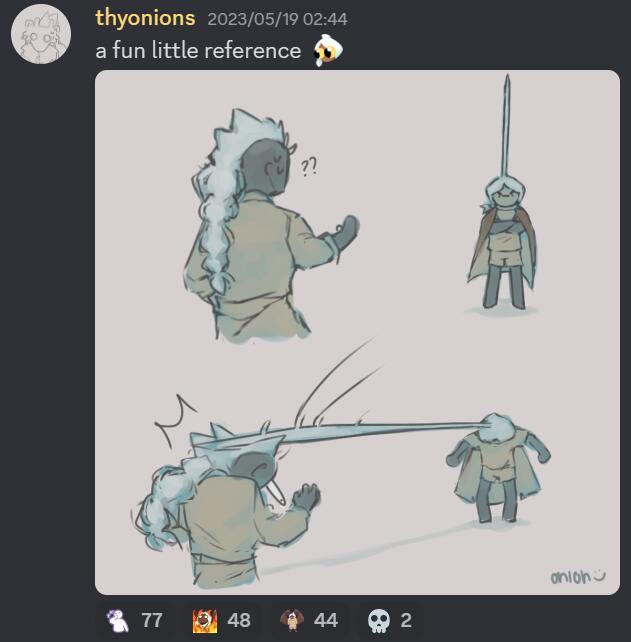 thyonions 2023/05/19 02:44
a fun little reference
??
onion
77 48 44 2